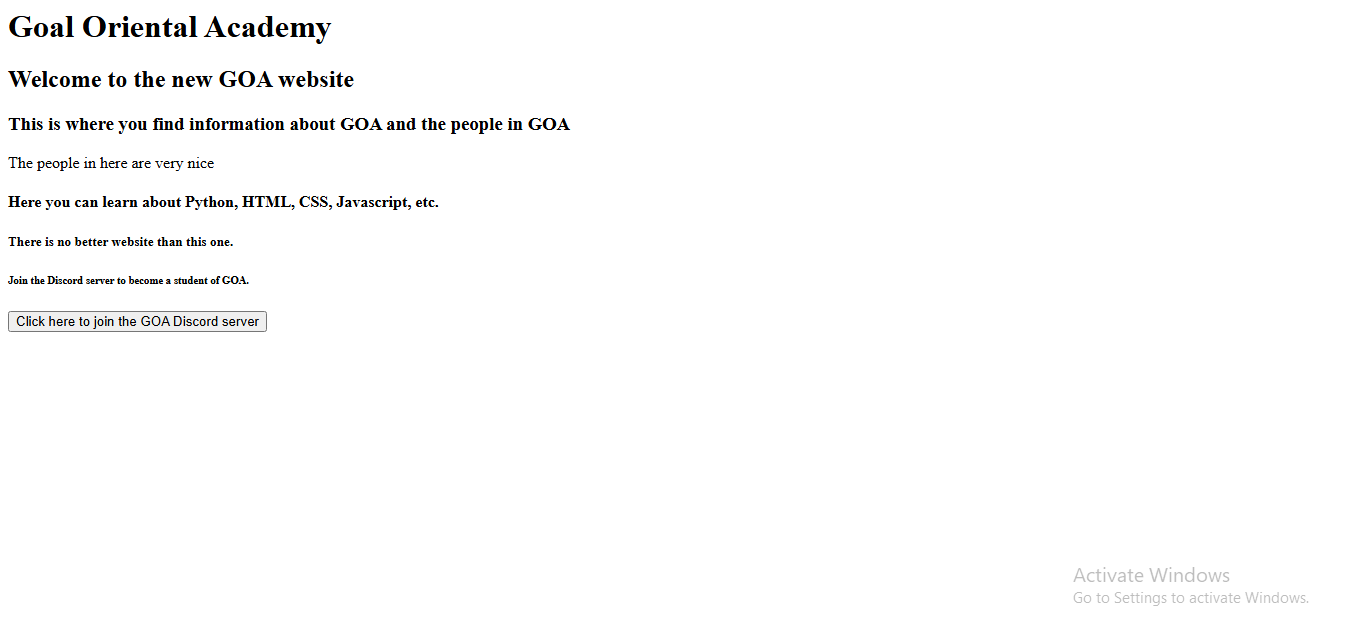 Goal Oriental Academy
Welcome to the new GOA website
This is where you find information about GOA and the people in GOA
The people in here are very nice
Here you can learn about Python, HTML, CSS, Javascript, etc.
There is no better website than this one.
Join the Discord server to become a student of GOA.
Click here to join the GOA Discord server
Activate Windows
Go to Settings to activate Windows.